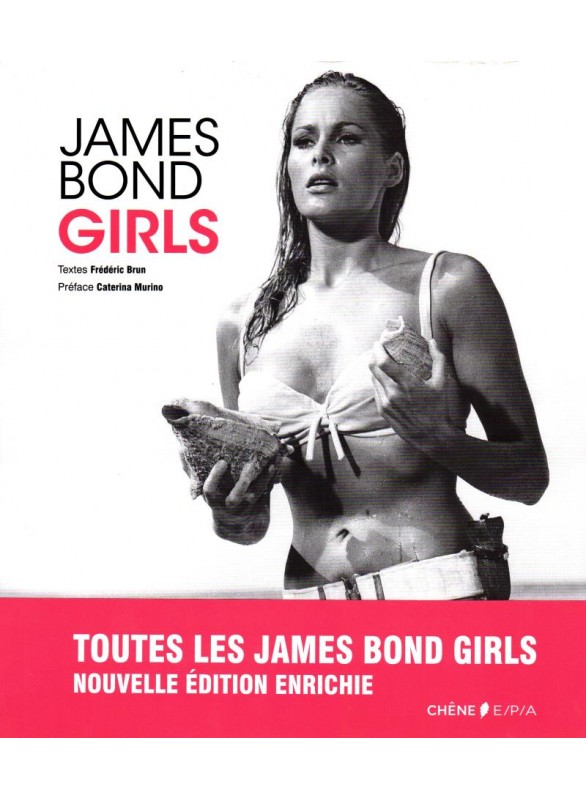 JAMES
BOND
GIRLS
Textes Frédéric Brun
Préface Caterina Murino
TOUTES LES JAMES BOND GIRLS
NOUVELLE ÉDITION ENRICHIE
CHÊNE E/P/A